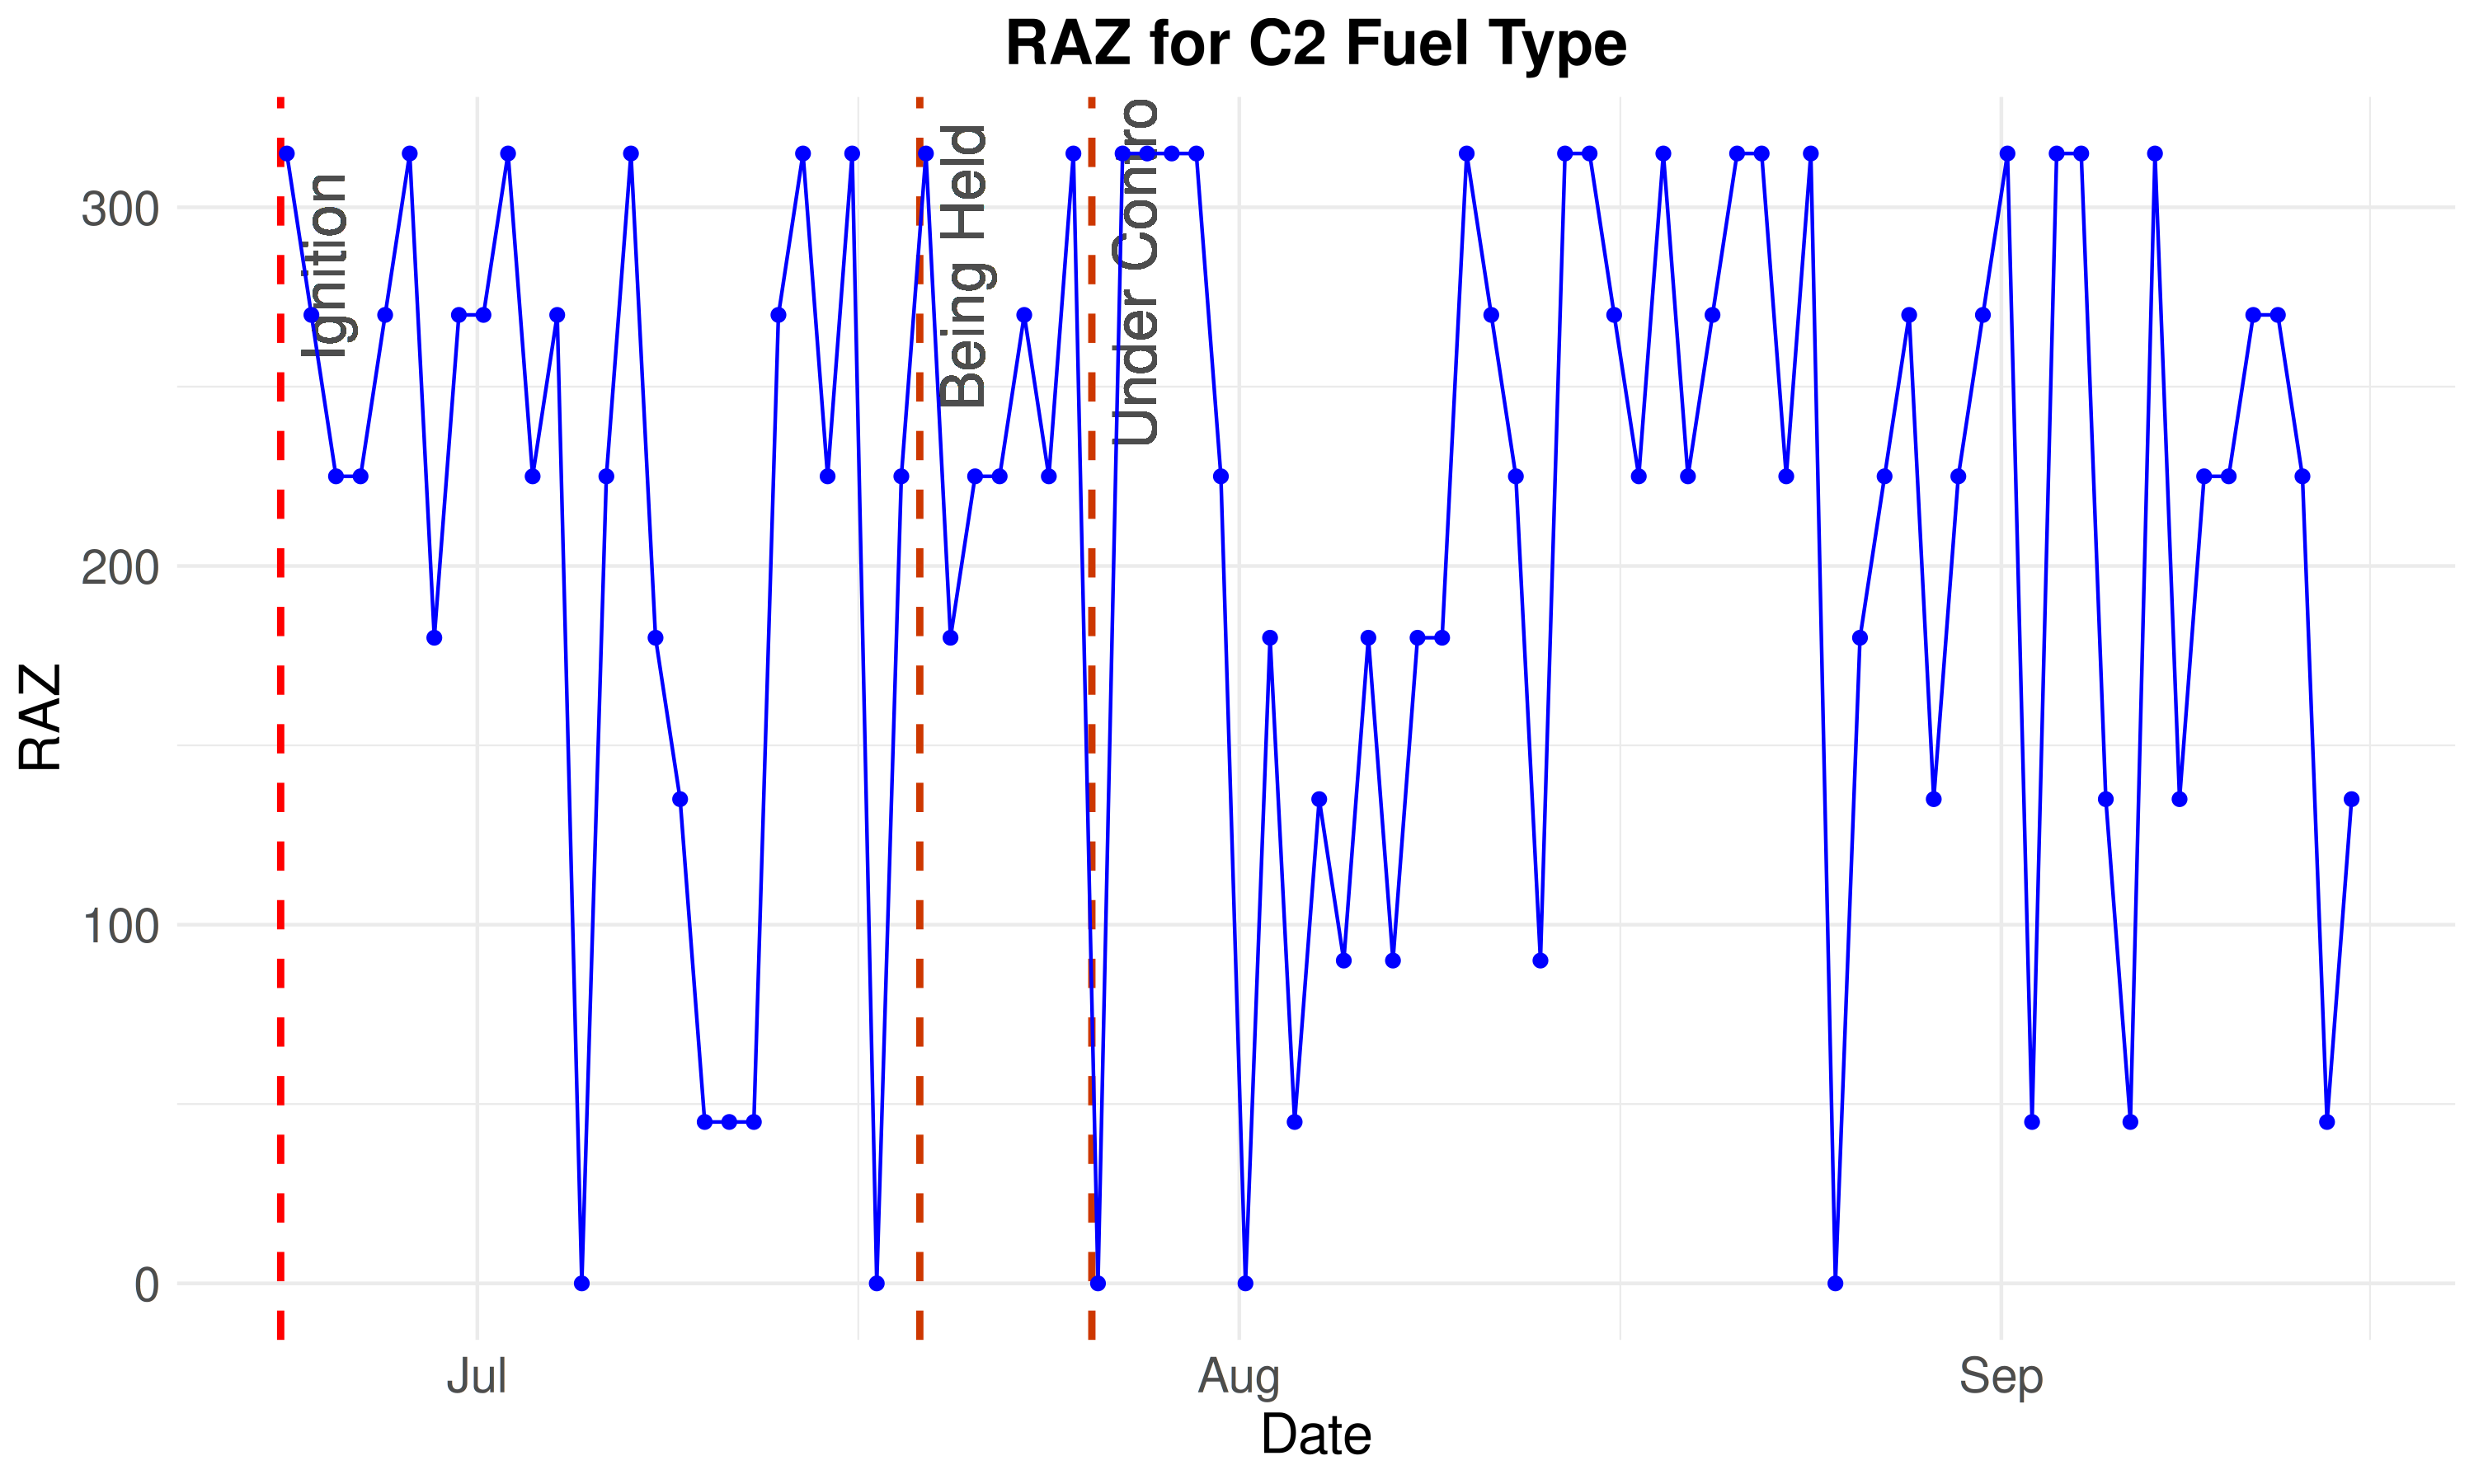 RAZ for C2 Fuel Type
Ignition
Being Held
Under Contro
300
200
100
0
RAZ
Jul
Aug
Sep
Date